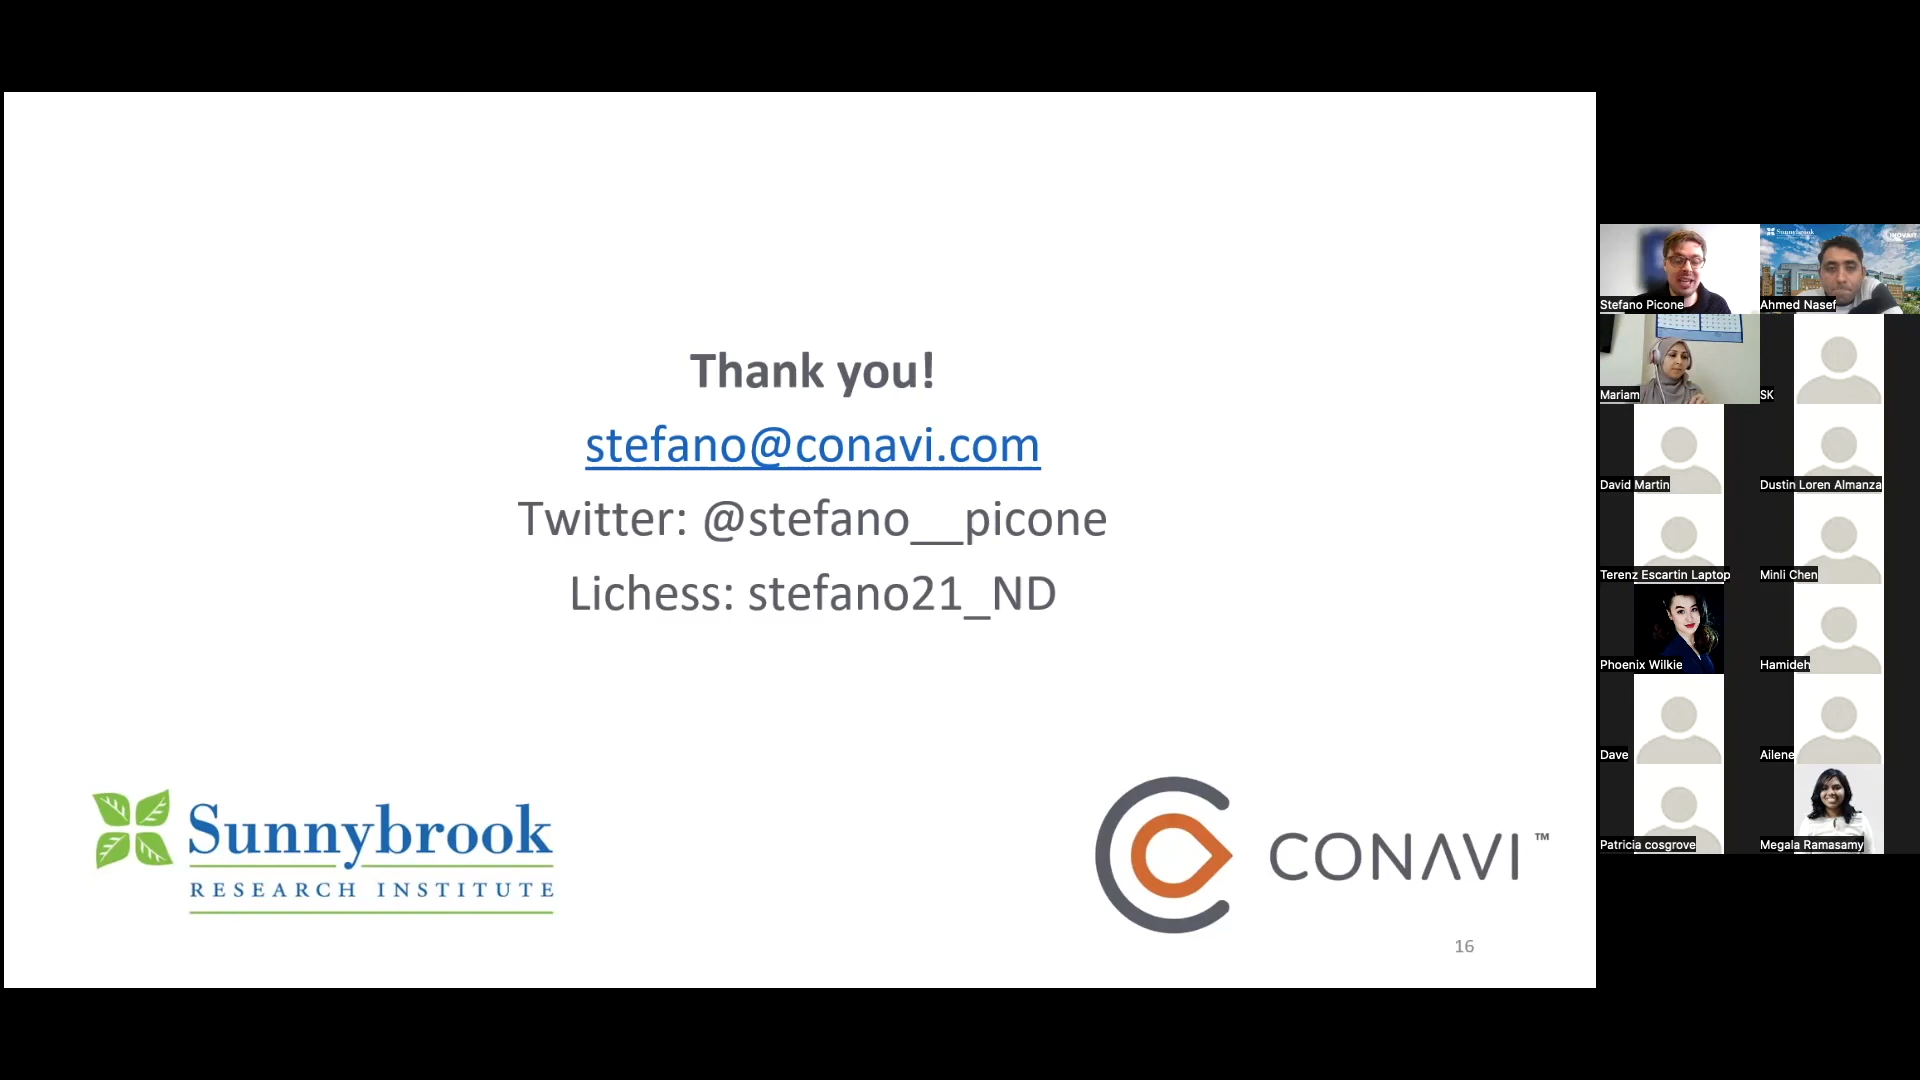 Thank you!
stefano@conavi.com
Twitter: @stefano__picone
Lichess: stefano21_ND
Sunnybrook
RESEARCH INSTITUTE
CONAVI™
16
Sunnybrook
Stefano Picone
Ahmed Nasef
Mariam
SK
David Martin
Dustin Loren Almanza
Terenz Escartin Laptop
Minli Chen
Phoenix Wilkie
Hamideh
Dave
Ailene
Patricia cosgrove
Megala Ramasamy